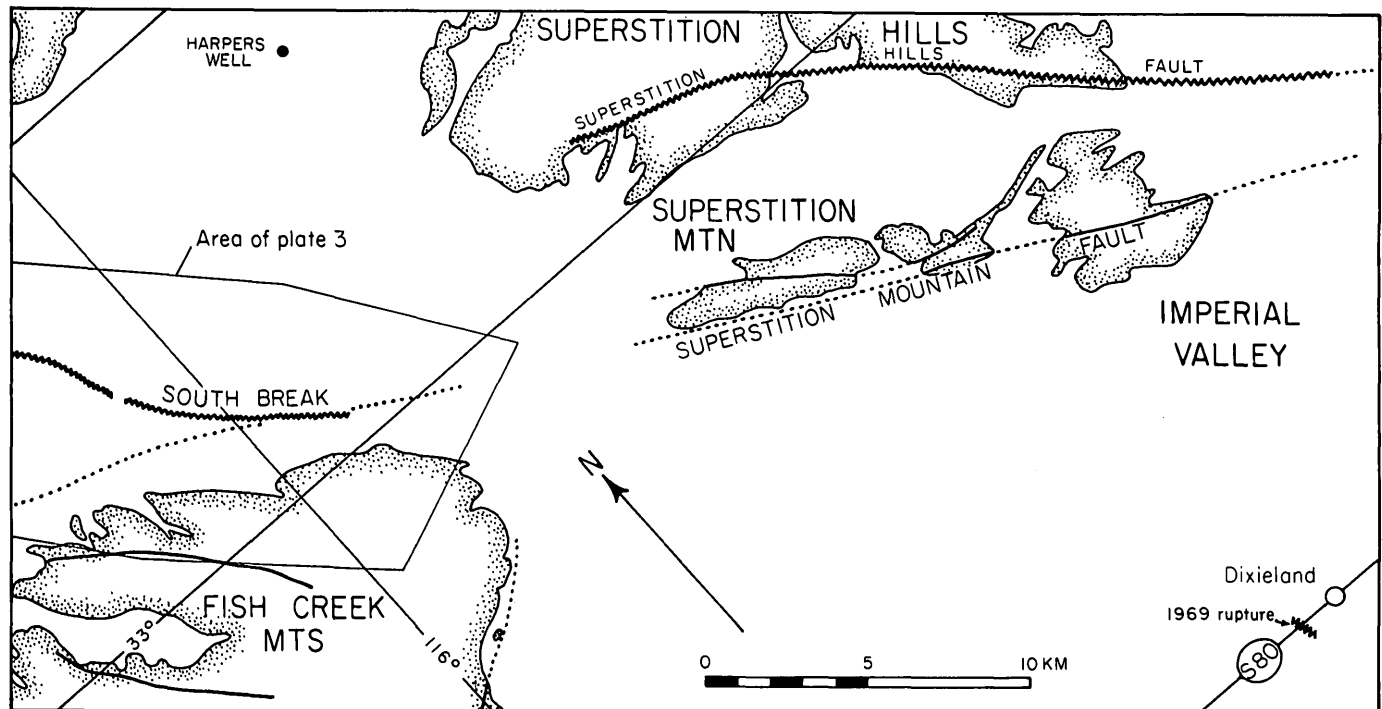 SUPERSTITION HILLS
HARPERS
WELL
SUPERSTITION HILLS FAULT
SUPERSTITION
MTN
Area of plate 3
SUPERSTITION MOUNTAIN FAULT
IMPERIAL
VALLEY
SOUTH BREAK
N
FISH CREEK
MTS
33°
116°
Dixieland
1969 rupture
S80
0 5 10 KM